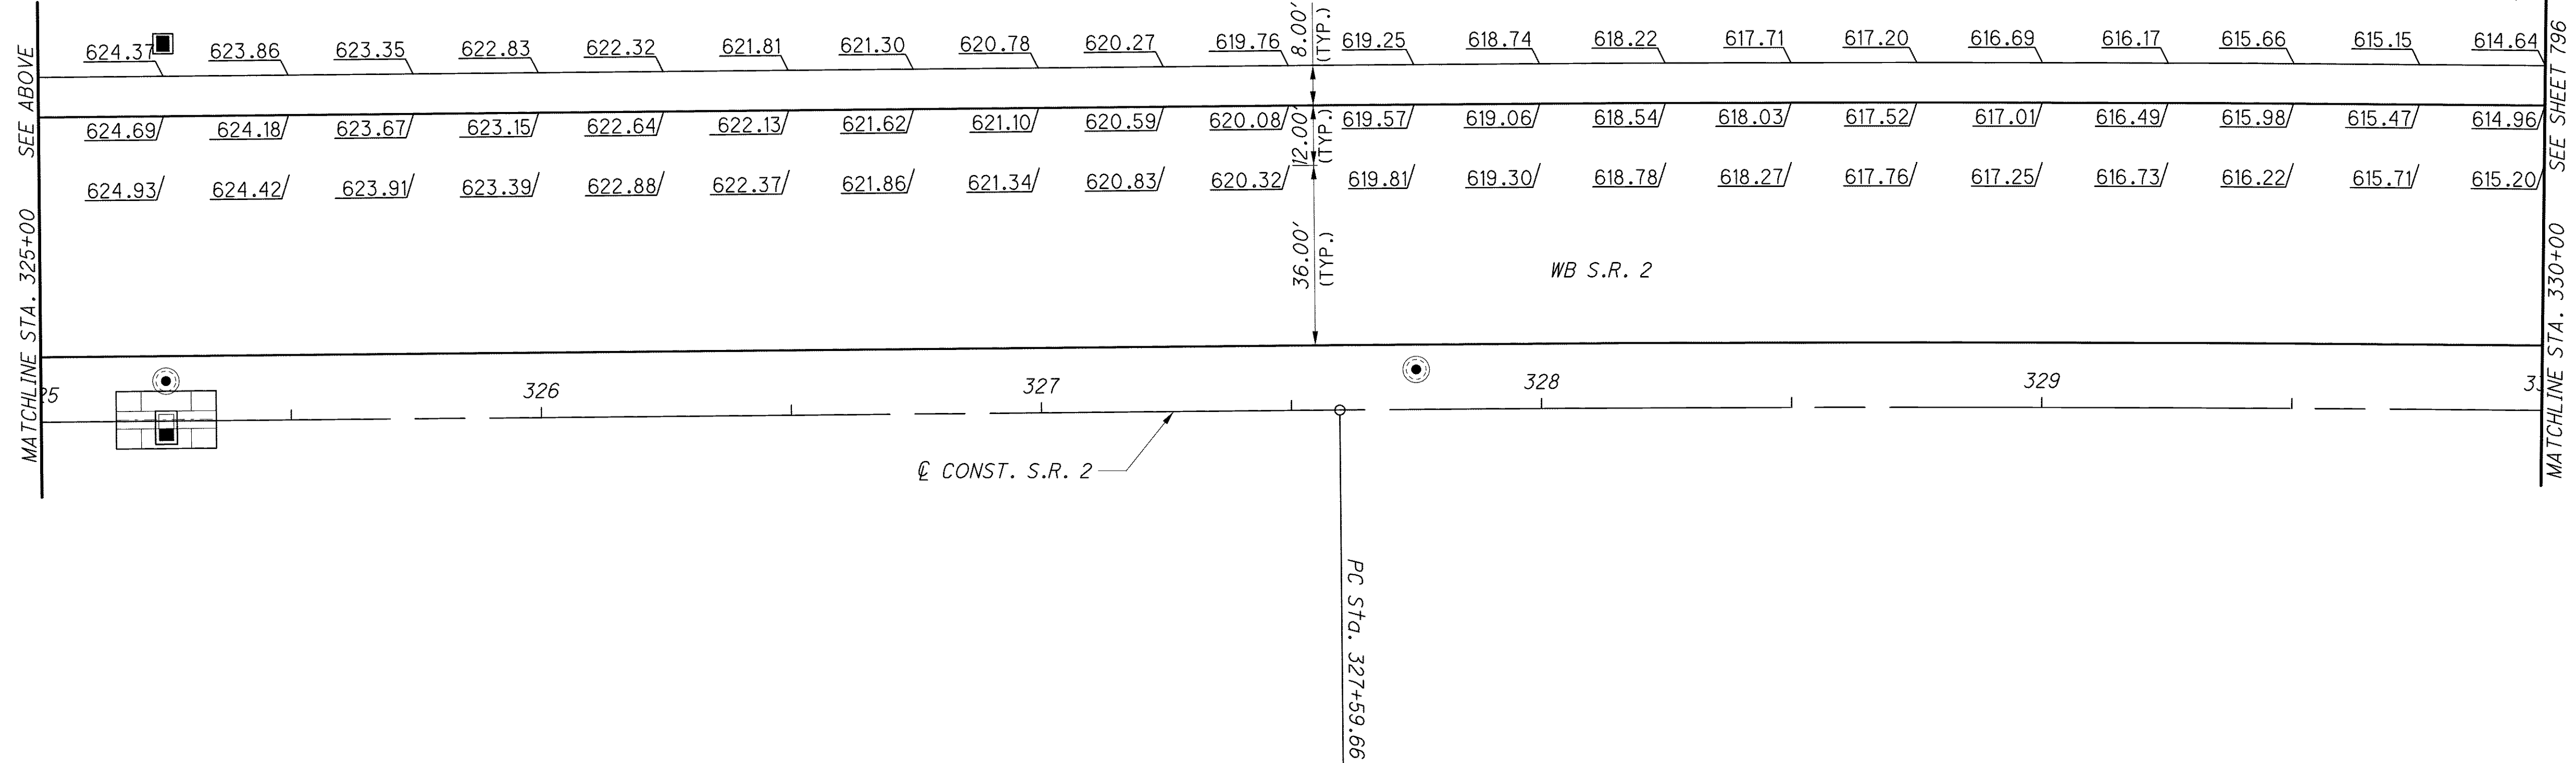 624.37 623.86 623.35 622.83 622.32 621.81 621.30 620.78 620.27 619.76 619.25 618.74 618.22 617.71 617.20 616.69 616.17 615.66 615.15 614.64
8.00'
(TYP.)
624.69 624.18 623.67 623.15 622.64 622.13 621.62 621.10 620.59 620.08 619.57 619.06 618.54 618.03 617.52 617.01 616.49 615.98 615.47 614.96
12.00'
(TYP.)
624.93 624.42 623.91 623.39 622.88 622.37 621.86 621.34 620.83 620.32 619.81 619.30 618.78 618.27 617.76 617.25 616.73 616.22 615.71 615.20
36.00'
(TYP.)
WB S.R. 2
MATCHLINE STA. 325+00 SEE ABOVE
MATCHLINE STA. 330+00 SEE SHEET 796
326 327 328 329
℄ CONST. S.R. 2
PC Sta. 327+59.66